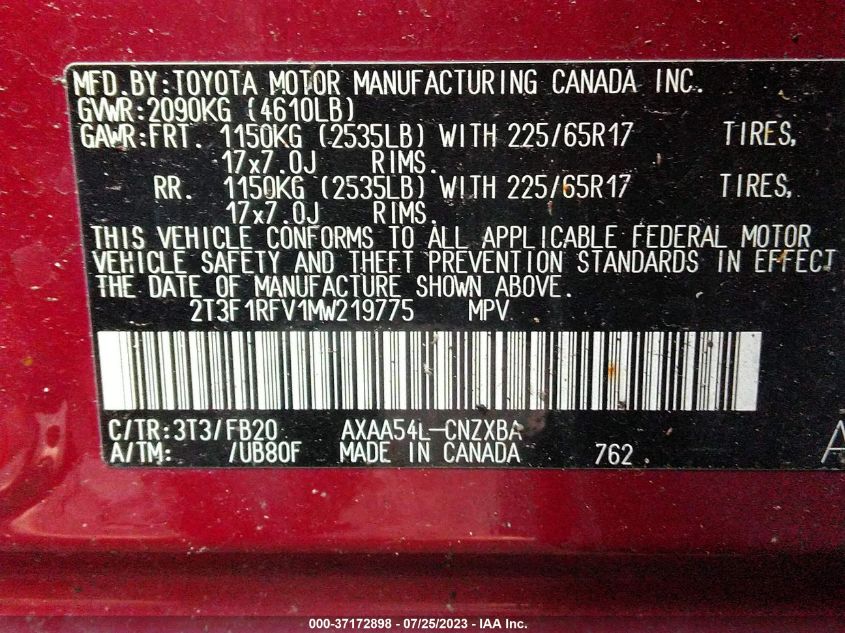 MFD.BY:TOYOTA MOTOR MANUFACTURING CANADA INC.
GVWR:2090KG (4610LB)
GAWR:FRT. 1150KG (2535LB) WITH 225/65R17 TIRES,
17x7.0J RIMS.
RR. 1150KG (2535LB) WITH 225/65R17 TIRES,
17x7.0J RIMS.
THIS VEHICLE CONFORMS TO ALL APPLICABLE FEDERAL MOTOR
VEHICLE SAFETY AND THEFT PREVENTION STANDARDS IN EFFECT
THE DATE OF MANUFACTURE SHOWN ABOVE.
2T3F1RFV1MW219775 MPV
C/TR:3T3/FB20 AXAA54L-CNZXBA
A/TM: /UB80F MADE IN CANADA 762
000-37172898 - 07/25/2023 - IAA Inc.